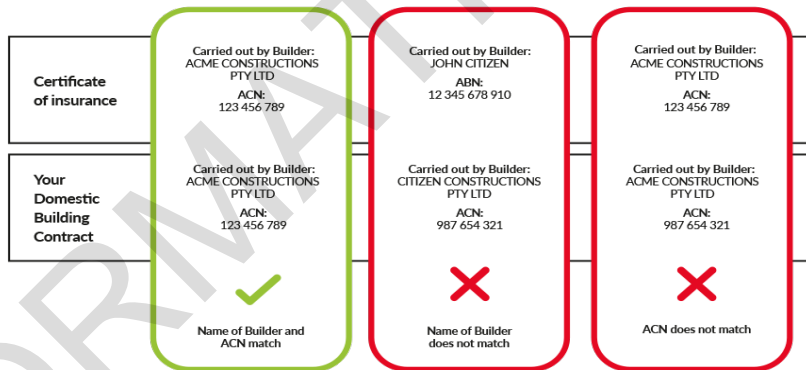 Certificate
of insurance
Carried out by Builder:
ACME CONSTRUCTIONS
PTY LTD
ACN:
123 456 789
Carried out by Builder:
JOHN CITIZEN
ABN:
12 345 678 910
Carried out by Builder:
ACME CONSTRUCTIONS
PTY LTD
ACN:
123 456 789
Your
Domestic
Building
Contract
Carried out by Builder:
ACME CONSTRUCTIONS
PTY LTD
ACN:
123 456 789
Carried out by Builder:
CITIZEN CONSTRUCTIONS
PTY LTD
ACN:
987 654 321
Carried out by Builder:
ACME CONSTRUCTIONS
PTY LTD
ACN:
987 654 321
Name of Builder and
ACN match
Name of Builder
does not match
ACN does not match
ORMATI